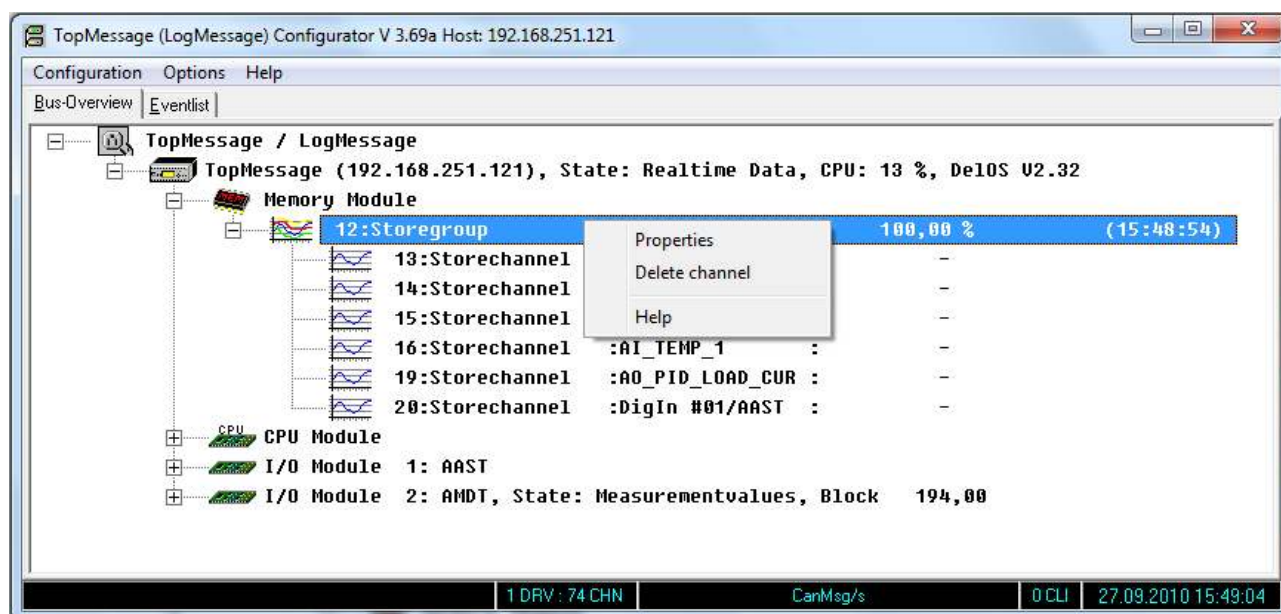 TopMessage (LogMessage) Configurator V 3.69a Host: 192.168.251.121
Configuration Options Help
Bus-Overview Eventlist
TopMessage / LogMessage
TopMessage (192.168.251.121), State: Realtime Data, CPU: 13 %, DelOS V2.32
Memory Module
12:Storegroup 100,00 % (15:48:54)
Properties
13:Storechannel –
Delete channel
14:Storechannel –
15:Storechannel –
Help
16:Storechannel :AI_TEMP_1 : –
19:Storechannel :AO_PID_LOAD_CUR : –
20:Storechannel :DigIn #01/AAST : –
CPU
CPU Module
I/O Module 1: AAST
I/O Module 2: AMDT, State: Measurementvalues, Block 194,00
1 DRV : 74 CHN CanMsg/s 0 CLI 27.09.2010 15:49:04